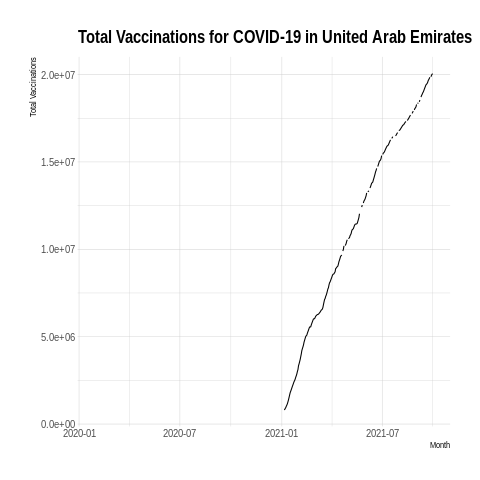 Total Vaccinations for COVID-19 in United Arab Emirates
Total Vaccinations
2.0e+07
1.5e+07
1.0e+07
5.0e+06
0.0e+00
2020-01 2020-07 2021-01 2021-07
Month